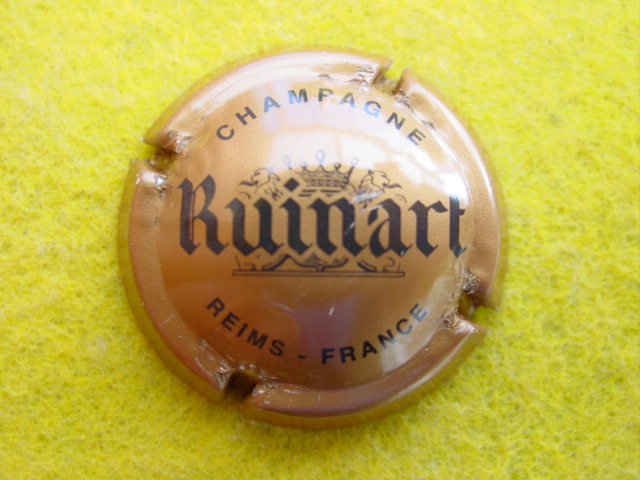 CHAMPAGNE
Ruinart
REIMS - FRANCE